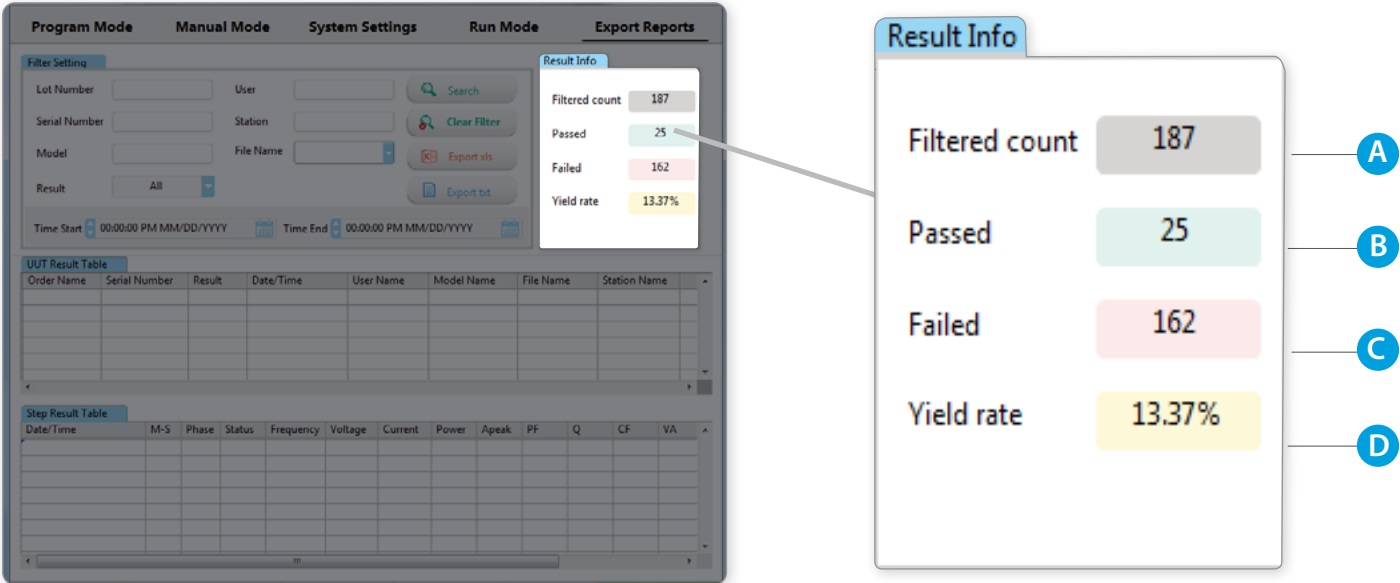 Program Mode Manual Mode System Settings Run Mode Export Reports
Filter Setting
Lot Number User Search
Serial Number Station Clear Filter
Model File Name Export xls
Result All Export txt
Time Start 00:00:00 PM MM/DD/YYYY Time End 00:00:00 PM MM/DD/YYYY
Result Info
Filtered count 187
Passed 25
Failed 162
Yield rate 13.37%
UUT Result Table
Order Name Serial Number Result Date/Time User Name Model Name File Name Station Name
Step Result Table
Date/Time M-S Phase Status Frequency Voltage Current Power Apeak PF Q CF VA
Result Info
Filtered count 187 A
Passed 25 B
Failed 162 C
Yield rate 13.37% D